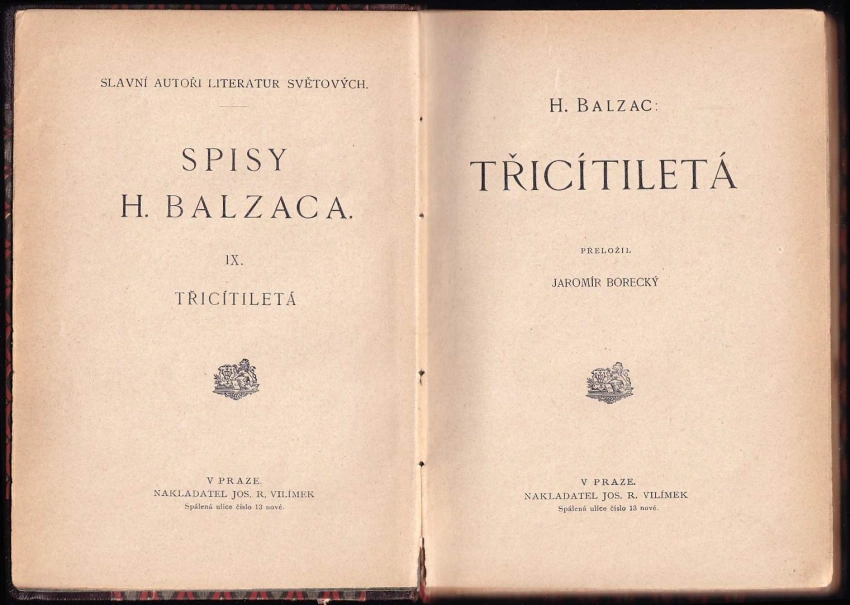 SLAVNÍ AUTOŘI LITERATUR SVĚTOVÝCH.
SPISY
H. BALZACA.
IX.
TŘICÍTILETÁ
V PRAZE.
NAKLADATEL JOS. R. VILÍMEK
Spálená ulice číslo 13 nové.
H. BALZAC:
TŘICÍTILETÁ
PŘELOŽIL
JAROMÍR BORECKÝ
V PRAZE.
NAKLADATEL JOS. R. VILÍMEK
Spálená ulice číslo 13 nové.